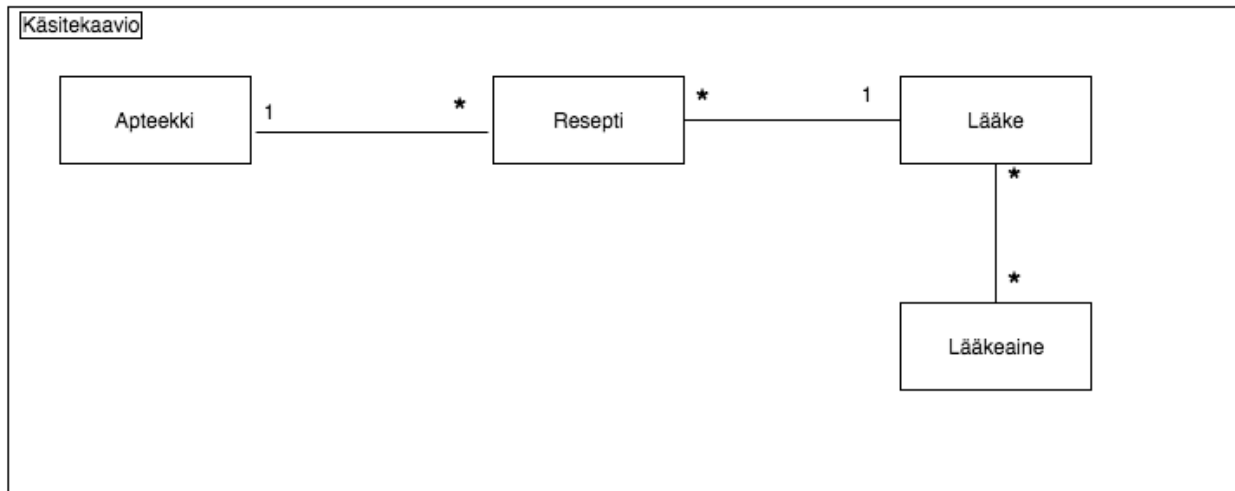 Käsitekaavio
Apteekki
1
*
Resepti
*
1
Lääke
*
*
Lääkeaine